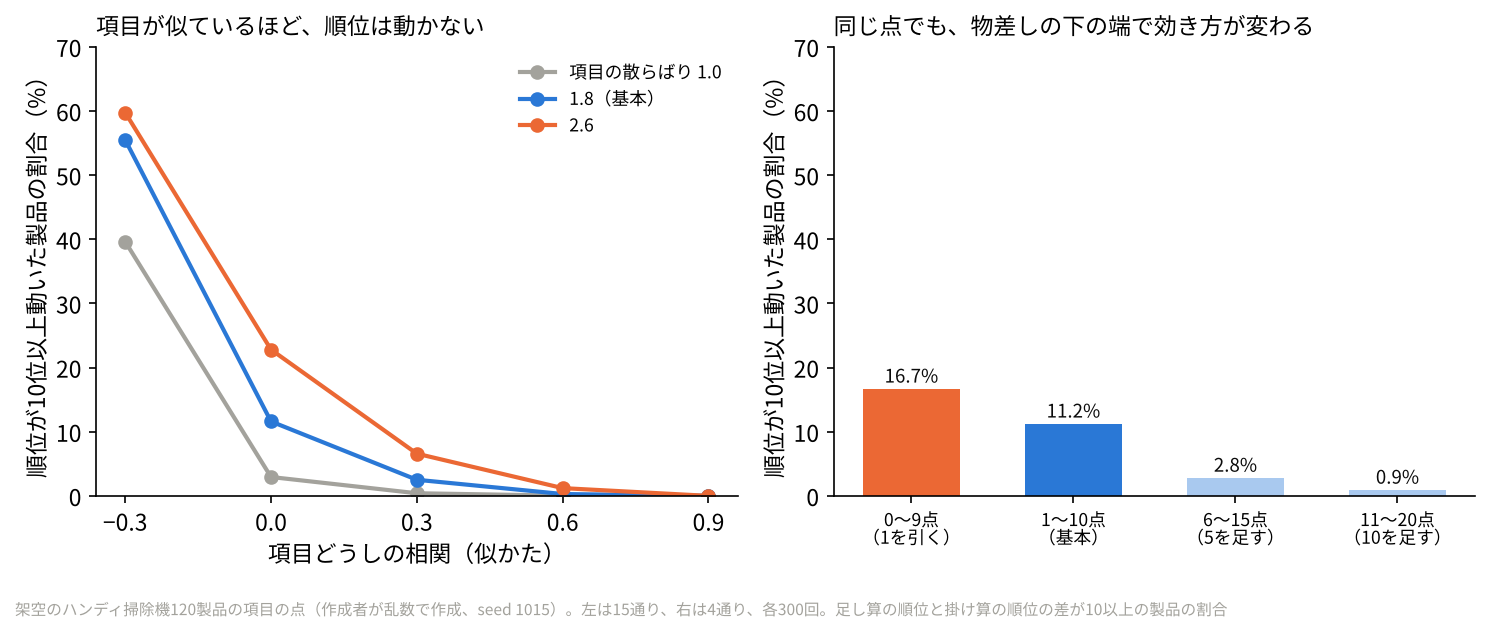 項目が似ているほど、順位は動かない
順位が10位以上動いた製品の割合（%）
70
60
50
40
30
20
10
0
項目の散らばり 1.0
1.8（基本）
2.6
−0.3
0.0
0.3
0.6
0.9
項目どうしの相関（似かた）
同じ点でも、物差しの下の端で効き方が変わる
順位が10位以上動いた製品の割合（%）
70
60
50
40
30
20
10
0
16.7%
11.2%
2.8%
0.9%
0〜9点
（1を引く）
1〜10点
（基本）
6〜15点
（5を足す）
11〜20点
（10を足す）
架空のハンディ掃除機120製品の項目の点（作成者が乱数で作成、seed 1015）。左は15通り、右は4通り、各300回。足し算の順位と掛け算の順位の差が10以上の製品の割合